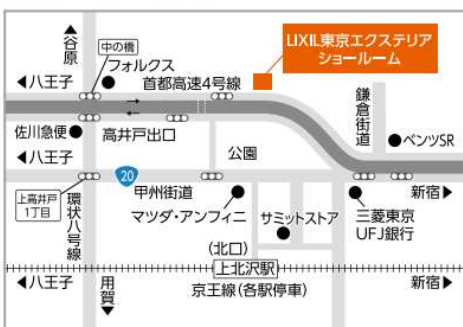 ▲谷原
中の橋
フォルクス
LIXIL東京エクステリア
ショールーム
◀八王子
首都高速4号線
鎌倉街道
佐川急便
高井戸出口
ベンツSR
◀八王子
公園
20
上高井戸
1丁目
環状八号線
甲州街道
新宿▶
マツダ・アンフィニ
サミットストア
三菱東京
UFJ銀行
(北口)
上北沢駅
◀八王子
用賀▼
京王線(各駅停車)
新宿▶